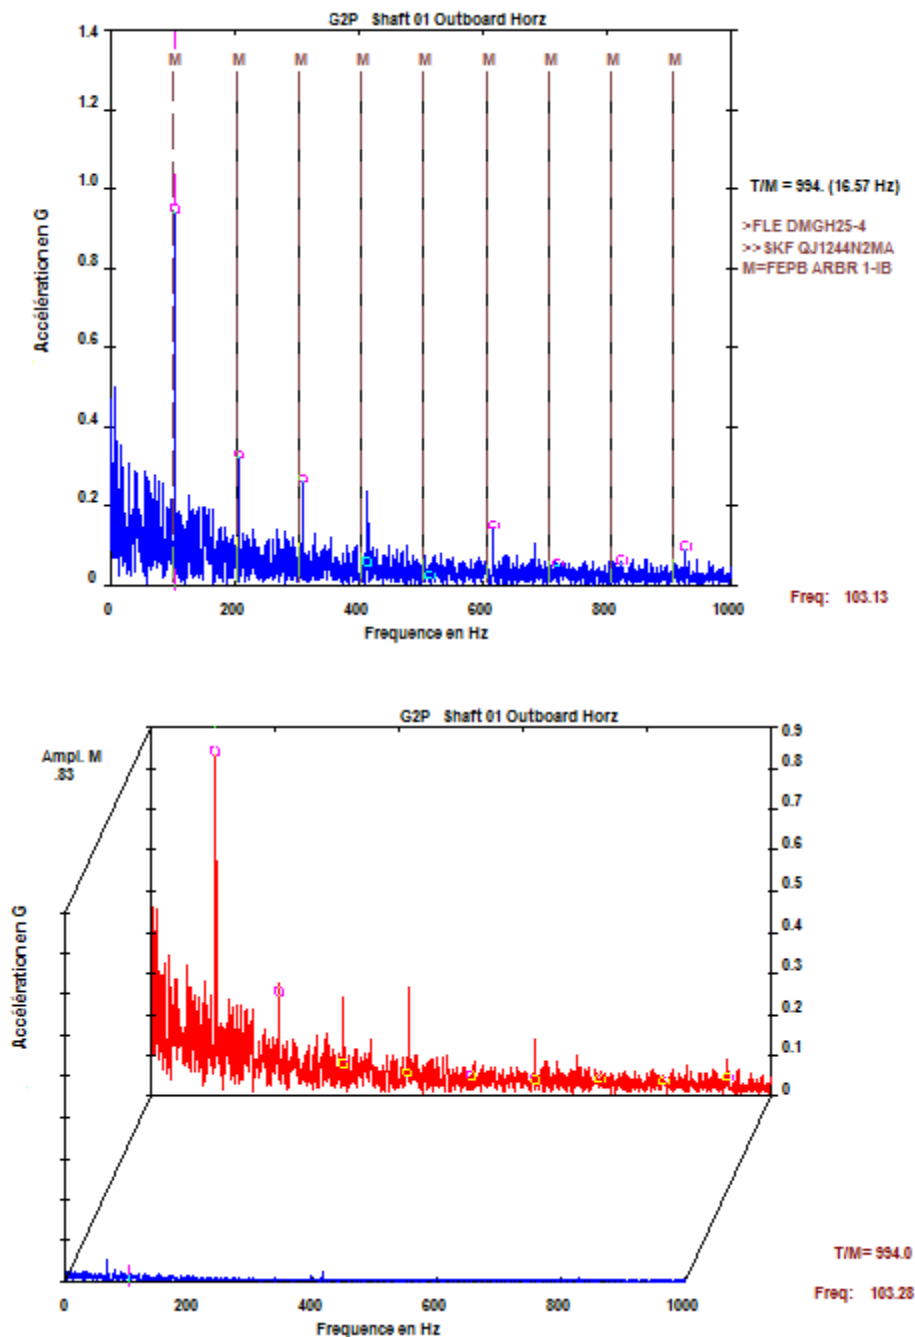 G2P Shaft 01 Outboard Horz
1.4
1.2
1.0
0.8
0.6
0.4
0.2
0
M M M M M M M M M
Accélération en G
0 200 400 600 800 1000
Frequence en Hz
T/M = 994. (16.57 Hz)
>FLE DMGH25-4
>>SKF QJ1244N2MA
M=FEPB ARBR 1-IB
Freq: 103.13
G2P Shaft 01 Outboard Horz
Ampl. M
.83
Accélération en G
0.9
0.8
0.7
0.6
0.5
0.4
0.3
0.2
0.1
0
0 200 400 600 800 1000
Frequence en Hz
T/M= 994.0
Freq: 103.28